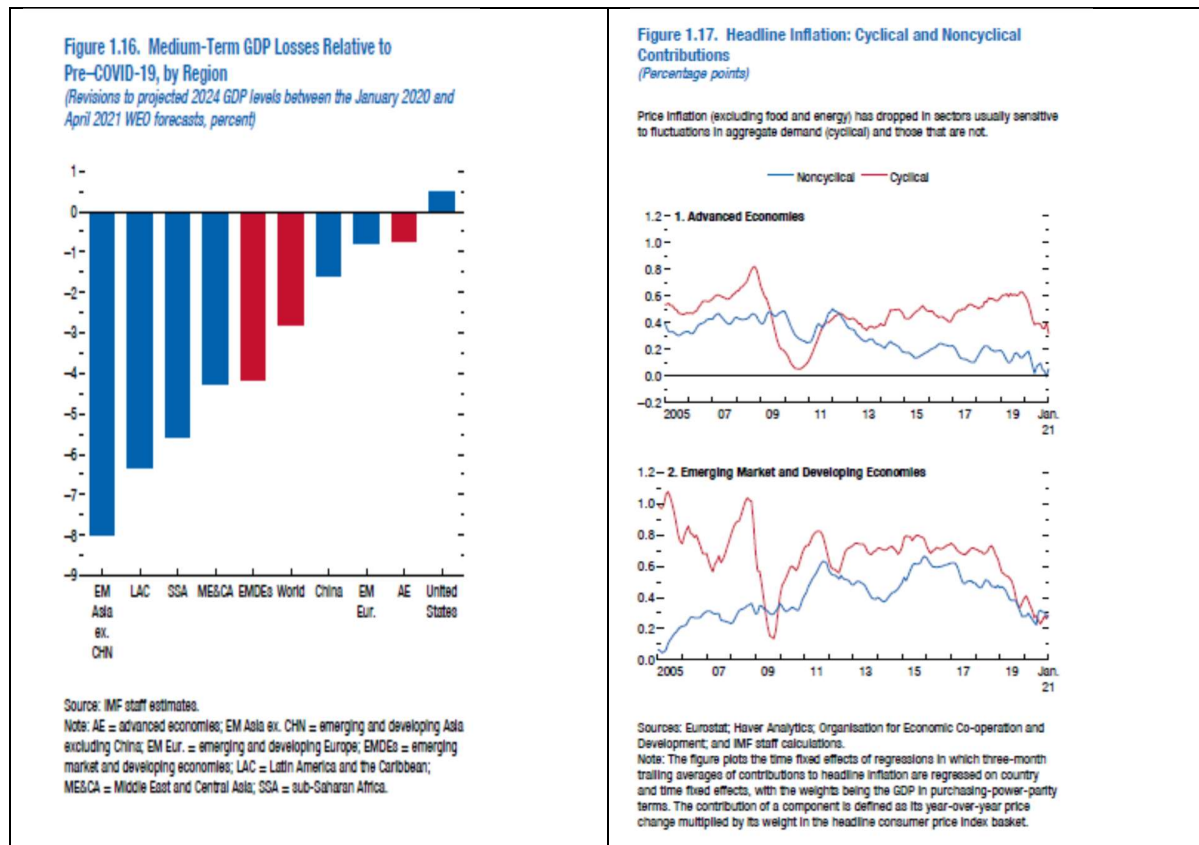 Figure 1.16. Medium-Term GDP Losses Relative to
Pre–COVID-19, by Region
(Revisions to projected 2024 GDP levels between the January 2020 and
April 2021 WEO forecasts, percent)
1
0
–1
–2
–3
–4
–5
–6
–7
–8
–9
EM Asia ex. CHN
LAC
SSA
ME&CA
EMDEs
World
China
EM Eur.
AE
United States
Source: IMF staff estimates.
Note: AE = advanced economies; EM Asia ex. CHN = emerging and developing Asia
excluding China; EM Eur. = emerging and developing Europe; EMDEs = emerging
market and developing economies; LAC = Latin America and the Caribbean;
ME&CA = Middle East and Central Asia; SSA = sub-Saharan Africa.
Figure 1.17. Headline Inflation: Cyclical and Noncyclical
Contributions
(Percentage points)
Price inflation (excluding food and energy) has dropped in sectors usually sensitive
to fluctuations in aggregate demand (cyclical) and those that are not.
Noncyclical Cyclical
1.2 1. Advanced Economies
1.0
0.8
0.6
0.4
0.2
0.0
–0.2
2005 07 09 11 13 15 17 19 Jan.
21
1.2 2. Emerging Market and Developing Economies
1.0
0.8
0.6
0.4
0.2
0.0
2005 07 09 11 13 15 17 19 Jan.
21
Sources: Eurostat; Haver Analytics; Organisation for Economic Co-operation and
Development; and IMF staff calculations.
Note: The figure plots the time fixed effects of regressions in which three-month
trailing averages of contributions to headline inflation are regressed on country
and time fixed effects, with the weights being the GDP in purchasing-power-parity
terms. The contribution of a component is defined as its year-over-year price
change multiplied by its weight in the headline consumer price index basket.